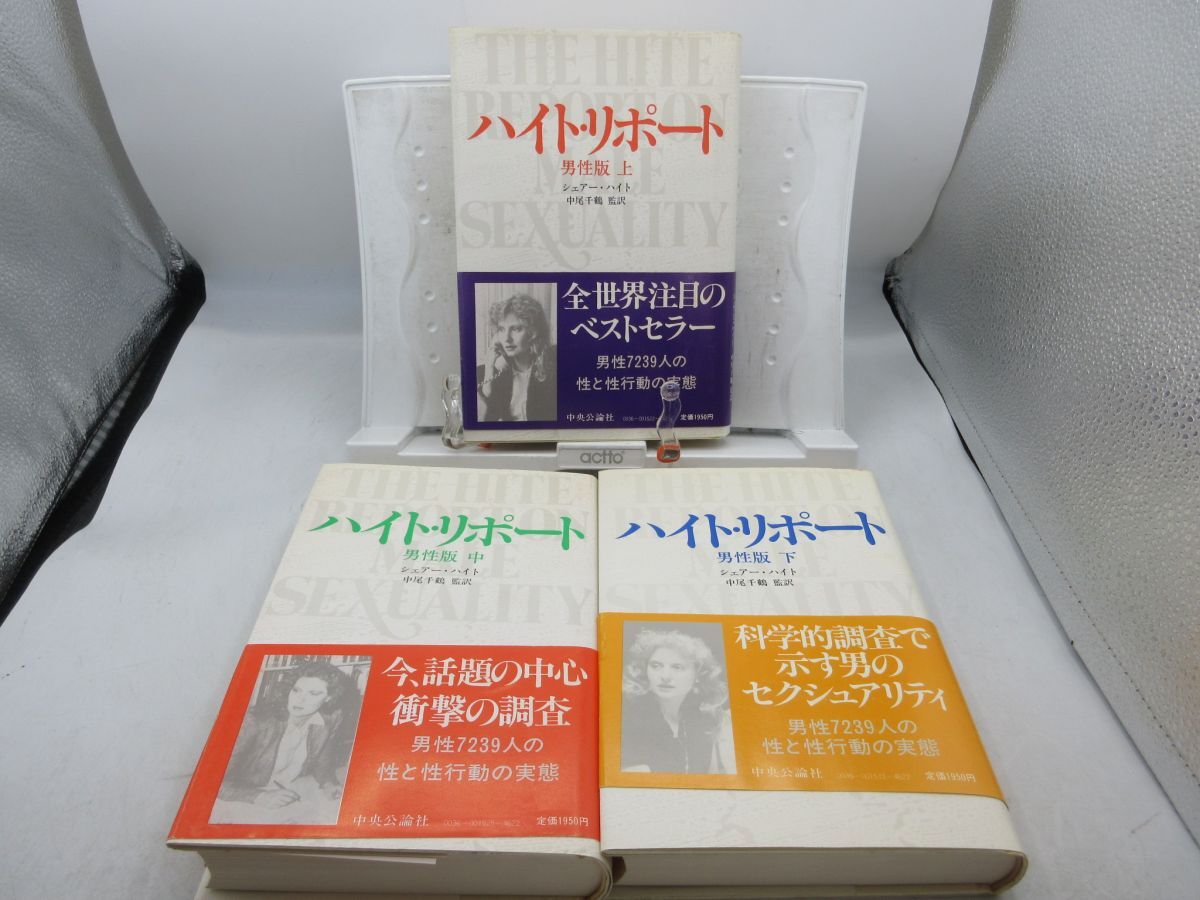 THE HITE
REPORT ON
MALE
SEXUALITY
ハイト・リポート
男性版 上
シェアー・ハイト
中尾千鶴 監訳
全世界注目の
ベストセラー
男性7239人の
性と性行動の実態
中央公論社
定価1950円
actto
THE HITE
REPORT ON
MALE
SEXUALITY
ハイト・リポート
男性版 中
シェアー・ハイト
中尾千鶴 監訳
今、話題の中心
衝撃の調査
男性7239人の
性と性行動の実態
中央公論社 0036-001525-4622 定価1950円
THE HITE
REPORT ON
MALE
SEXUALITY
ハイト・リポート
男性版 下
シェアー・ハイト
中尾千鶴 監訳
科学的調査で
示す男の
セクシュアリティ
男性7239人の
性と性行動の実態
中央公論社 定価1950円